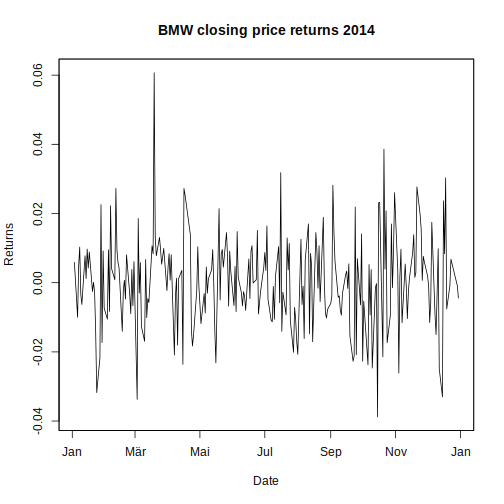 BMW closing price returns 2014
Returns
0.06
0.04
0.02
0.00
-0.02
-0.04
Jan Mär Mai Jul Sep Nov Jan
Date